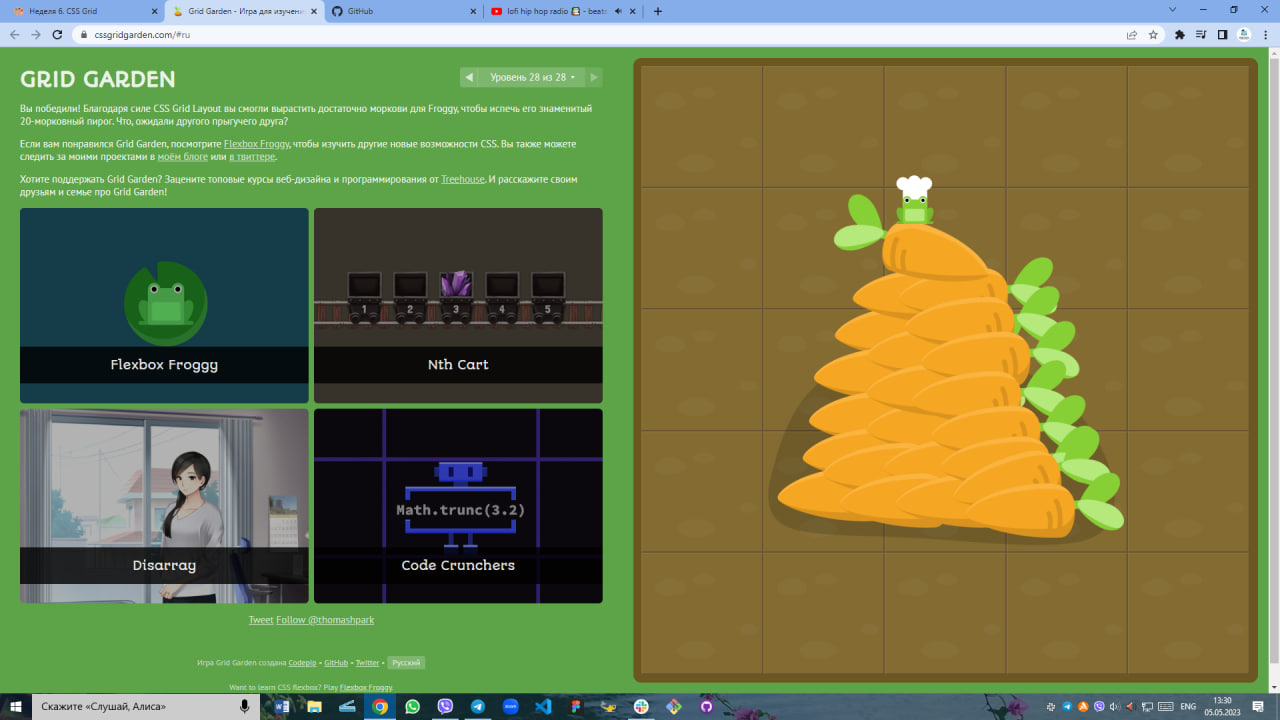 Неделя 5. CSS
Grid Garden - Игра для изучен
GitHub
lofi hip hop radio
cssgridgarden.com/#ru
GRID GARDEN
Уровень 28 из 28
Вы победили! Благодаря силе CSS Grid Layout вы смогли вырастить достаточно моркови для Froggy, чтобы испечь его знаменитый
20-морковный пирог. Что, ожидали другого прыгучего друга?
Если вам понравился Grid Garden, посмотрите Flexbox Froggy, чтобы изучить другие новые возможности CSS. Вы также можете
следить за моими проектами в моём блоге или в твиттере.
Хотите поддержать Grid Garden? Зацените топовые курсы веб-дизайна и программирования от Treehouse. И расскажите своим
друзьям и семье про Grid Garden!
Flexbox Froggy
1 2 3 4 5
Nth Cart
Disarray
Math.trunc(3.2)
Code Crunchers
Tweet Follow @thomashpark
Игра Grid Garden создана Codepip • GitHub • Twitter • Русский
Want to learn CSS flexbox? Play Flexbox Froggy.
Скажите «Слушай, Алиса»
zoom
ENG
13:30
05.05.2023